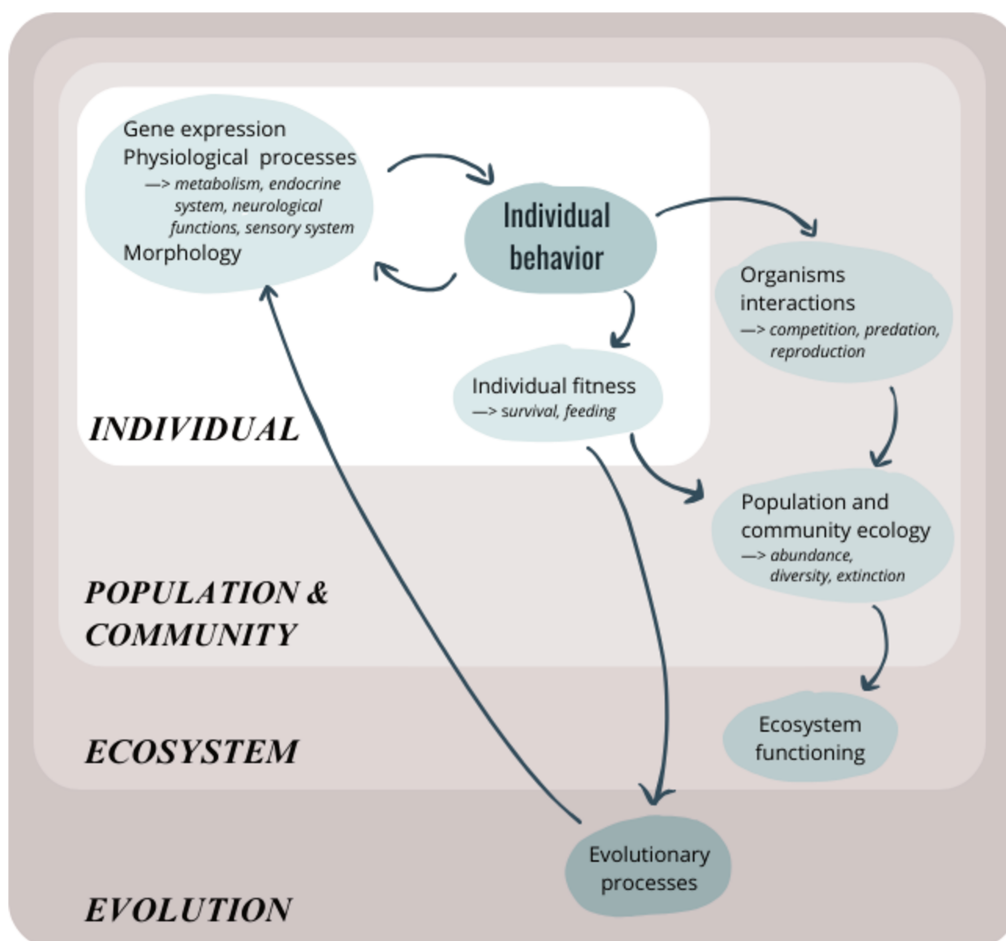 Gene expression
Physiological processes
—> metabolism, endocrine
system, neurological
functions, sensory system
Morphology
Individual
behavior
Organisms
interactions
—> competition, predation,
reproduction
Individual fitness
—> survival, feeding
INDIVIDUAL
Population and
community ecology
—> abundance,
diversity, extinction
POPULATION &
COMMUNITY
Ecosystem
functioning
ECOSYSTEM
Evolutionary
processes
EVOLUTION